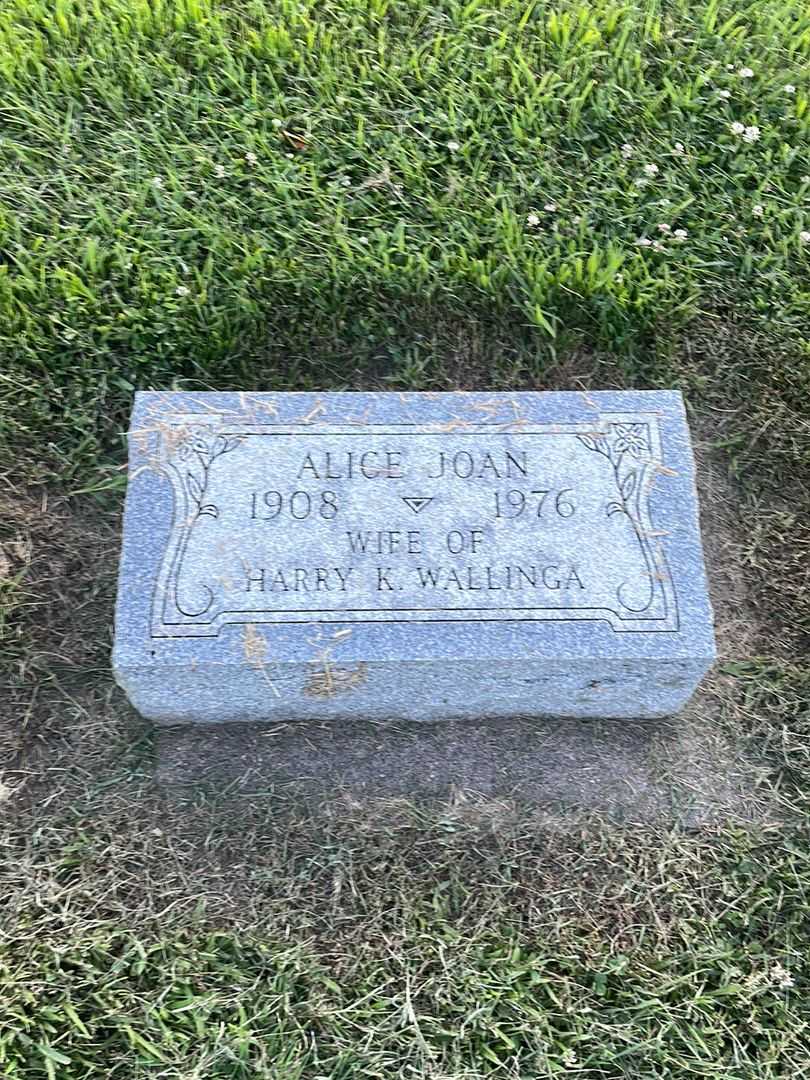 ALICE JOAN
1908 1976
WIFE OF
HARRY K. WALLINGA